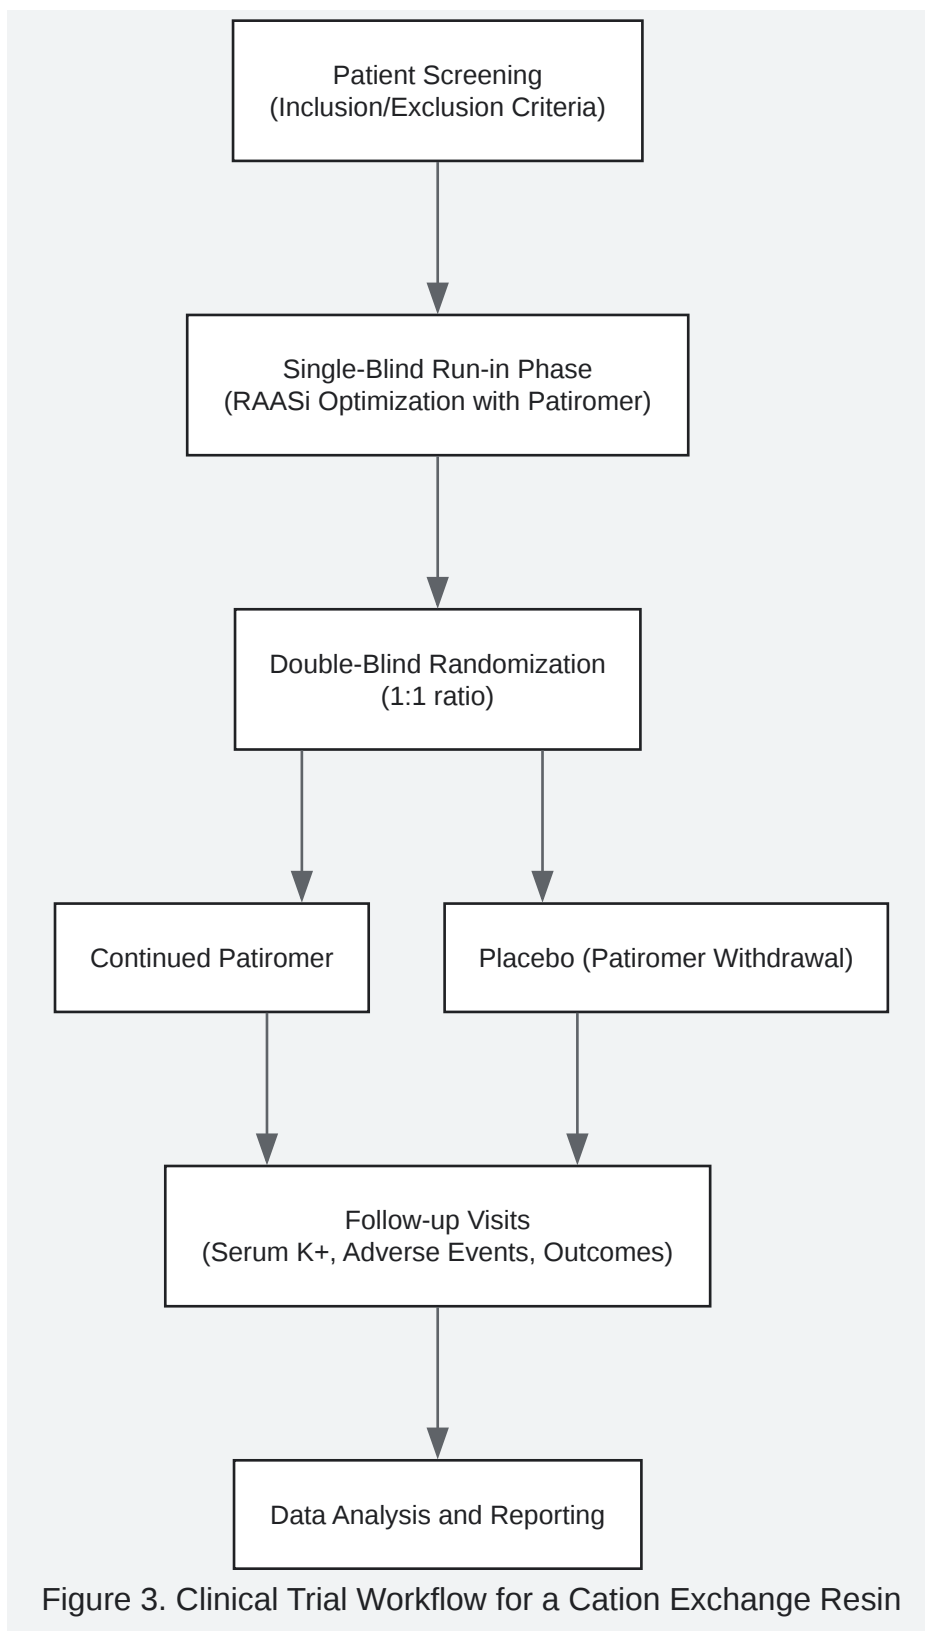 Patient Screening
(Inclusion/Exclusion Criteria)
Single-Blind Run-in Phase
(RAASi Optimization with Patiromer)
Double-Blind Randomization
(1:1 ratio)
Continued Patiromer
Placebo (Patiromer Withdrawal)
Follow-up Visits
(Serum K+, Adverse Events, Outcomes)
Data Analysis and Reporting
Figure 3. Clinical Trial Workflow for a Cation Exchange Resin